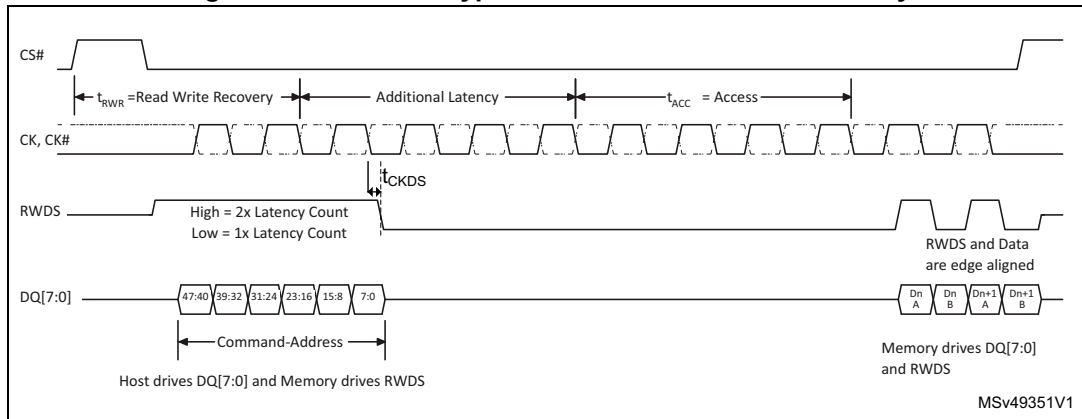 CS#
tRWR =Read Write Recovery
Additional Latency
tACC = Access
CK, CK#
tCKDS
RWDS
High = 2x Latency Count
Low = 1x Latency Count
RWDS and Data
are edge aligned
DQ[7:0]
47:40 39:32 31:24 23:16 15:8 7:0
Dn A Dn B Dn+1 A Dn+1 B
Command-Address
Memory drives DQ[7:0]
and RWDS
Host drives DQ[7:0] and Memory drives RWDS
MSv49351V1